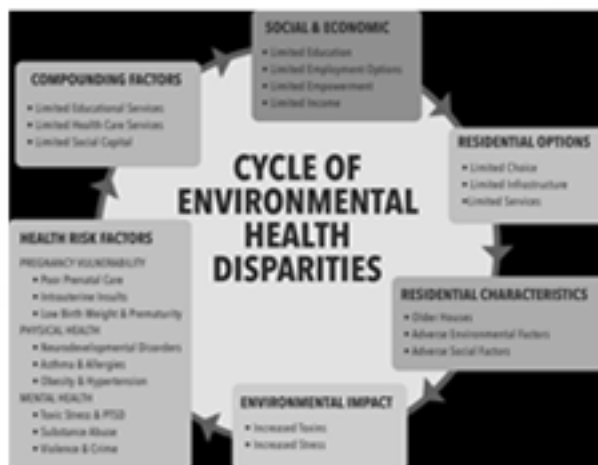 SOCIAL & ECONOMIC
• Limited Education
• Limited Employment Options
• Limited Empowerment
• Limited Income
RESIDENTIAL OPTIONS
• Limited Choice
• Limited Infrastructure
•Limited Services
RESIDENTIAL CHARACTERISTICS
• Older Houses
• Adverse Environmental Factors
• Adverse Social Factors
ENVIRONMENTAL IMPACT
• Increased Toxins
• Increased Stress
HEALTH RISK FACTORS
PREGNANCY VULNERABILITY
• Poor Prenatal Care
• Intrauterine Insults
• Low Birth Weight & Prematurity
PHYSICAL HEALTH
• Neurodevelopmental Disorders
• Asthma & Allergies
• Obesity & Hypertension
MENTAL HEALTH
• Toxic Stress & PTSD
• Substance Abuse
• Violence & Crime
COMPOUNDING FACTORS
• Limited Educational Services
• Limited Health Care Services
• Limited Social Capital
CYCLE OF
ENVIRONMENTAL
HEALTH
DISPARITIES